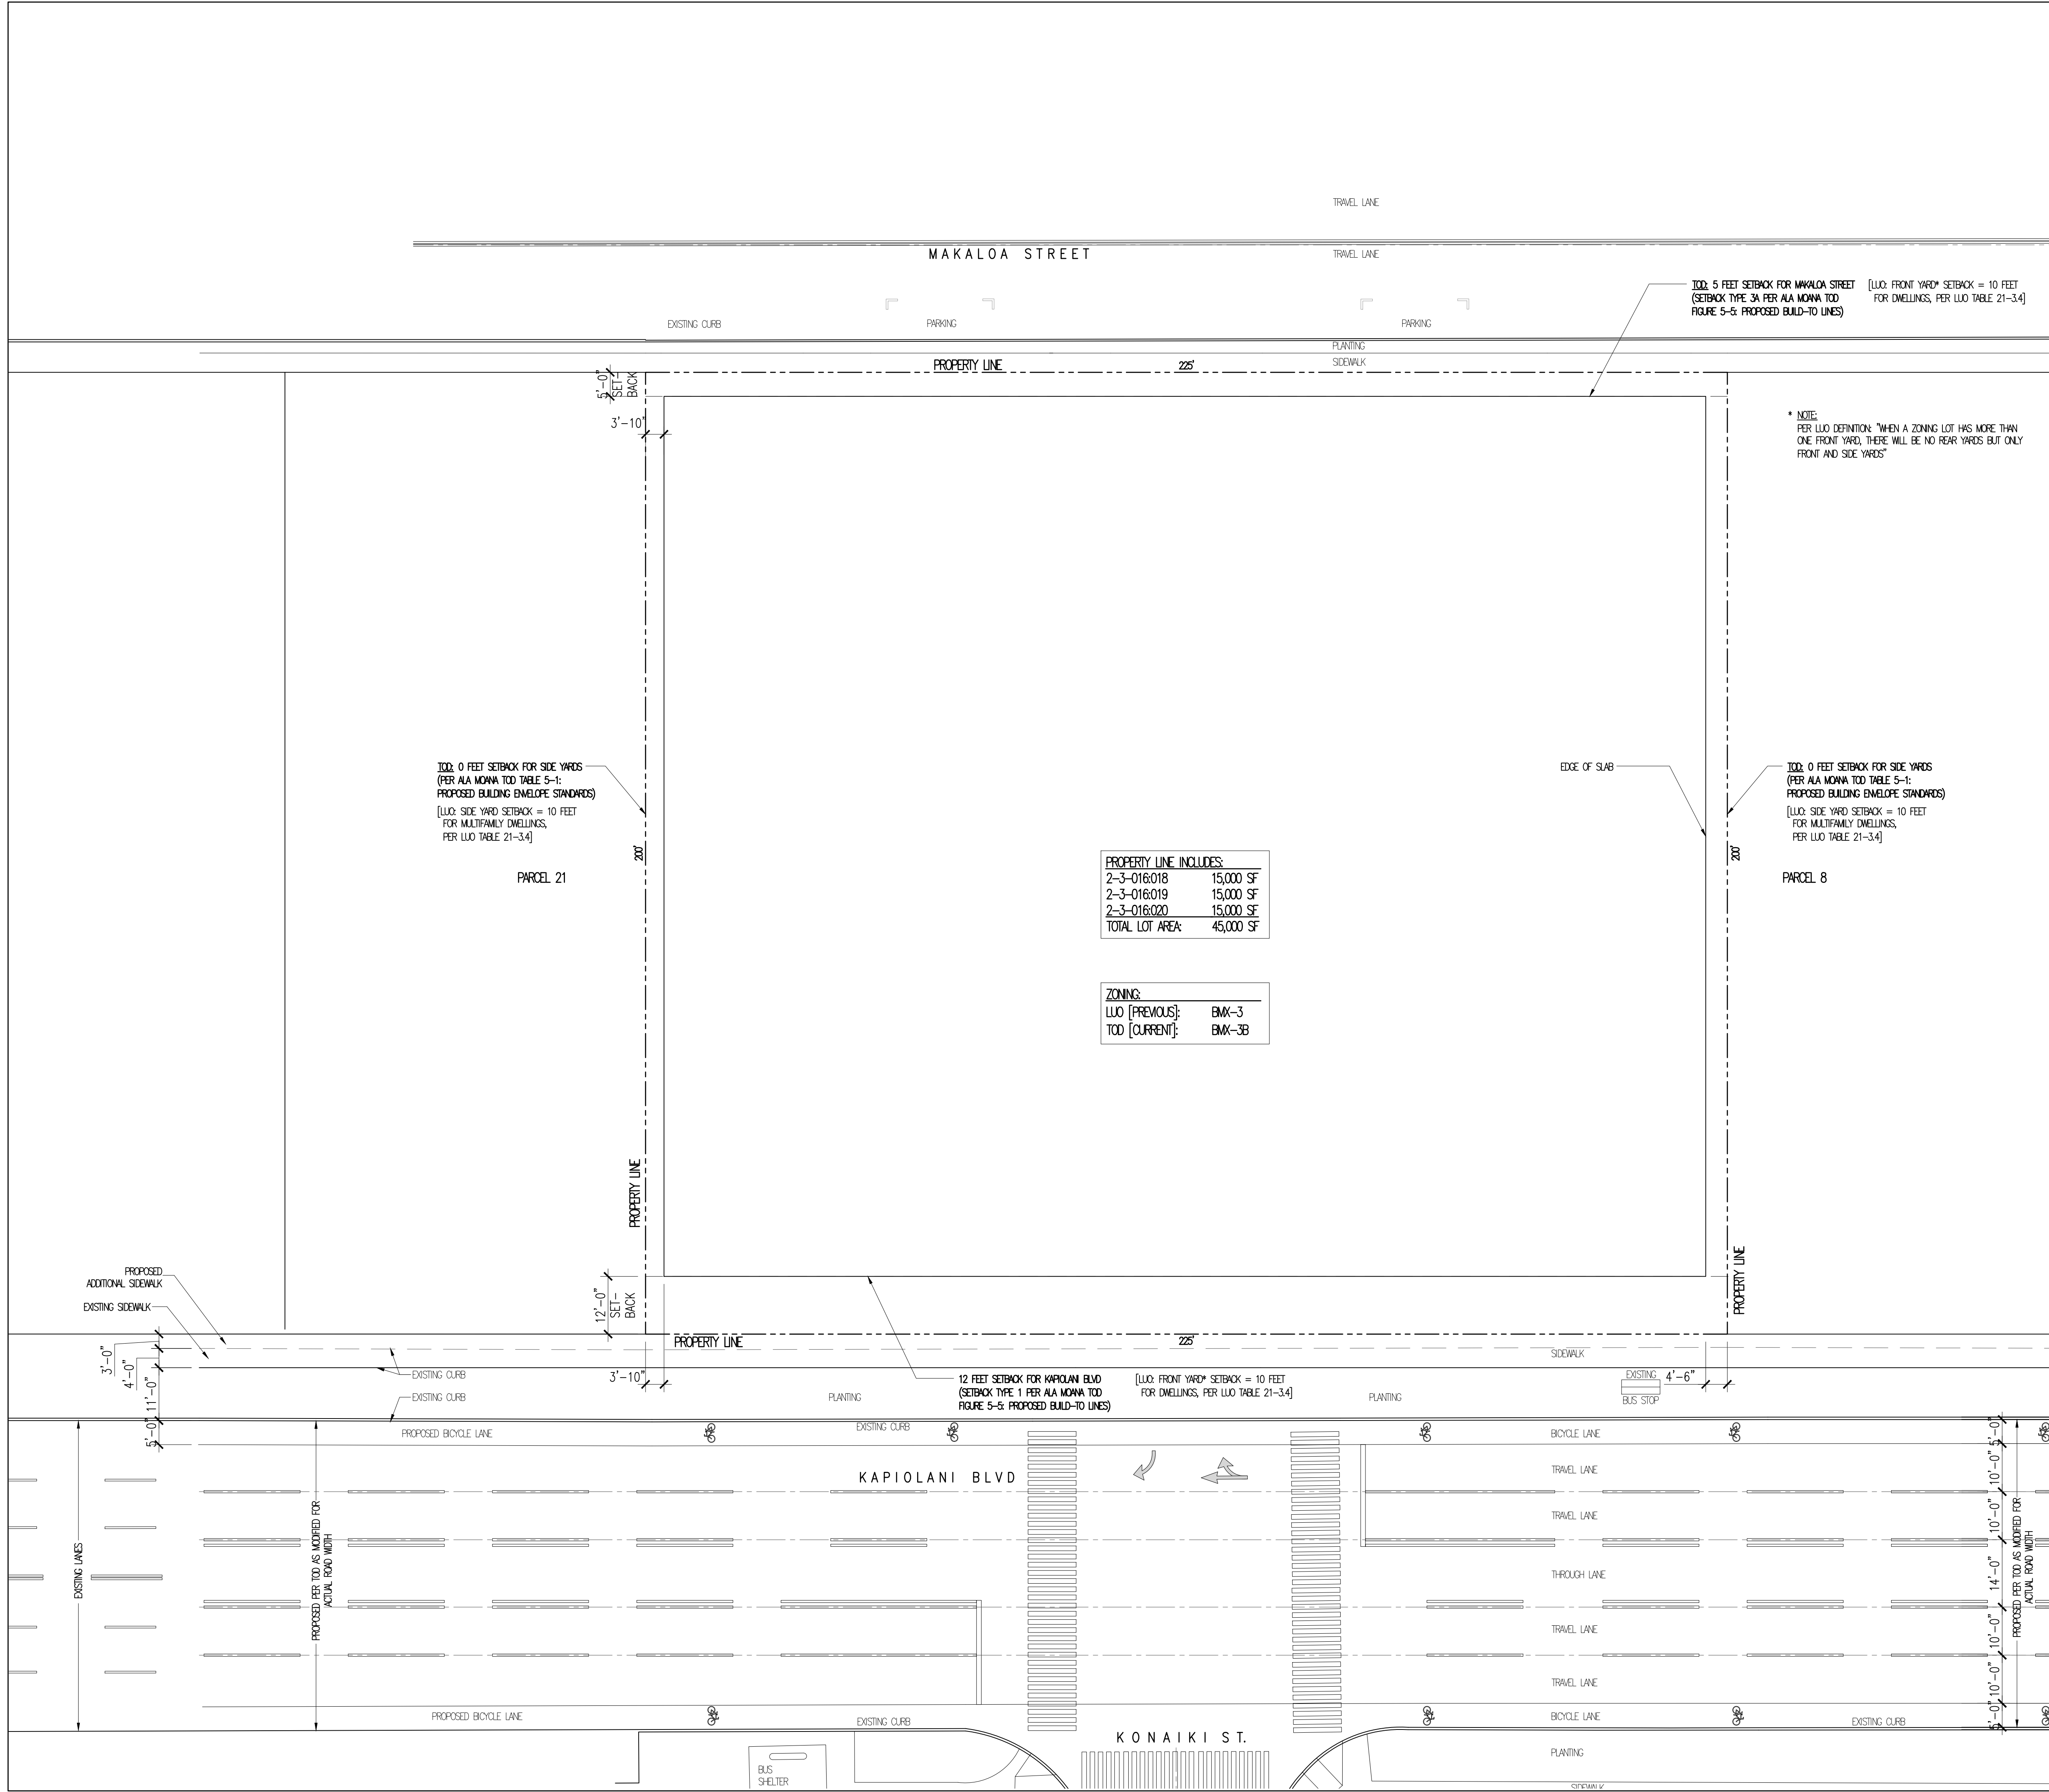 TRAVEL LANE
MAKALOA STREET
TRAVEL LANE
TOD: 5 FEET SETBACK FOR MAKALOA STREET
(SETBACK TYPE 3A PER ALA MOANA TOD
FIGURE 5-5: PROPOSED BUILD-TO LINES)
[LUO: FRONT YARD* SETBACK = 10 FEET
FOR DWELLINGS, PER LUO TABLE 21-3.4]
EXISTING CURB
PARKING
PARKING
PLANTING
SIDEWALK
PROPERTY LINE
225'
5'-0"
SET-
BACK
3'-10"
* NOTE:
PER LUO DEFINITION: "WHEN A ZONING LOT HAS MORE THAN
ONE FRONT YARD, THERE WILL BE NO REAR YARDS BUT ONLY
FRONT AND SIDE YARDS"
TOD: 0 FEET SETBACK FOR SIDE YARDS
(PER ALA MOANA TOD TABLE 5-1:
PROPOSED BUILDING ENVELOPE STANDARDS)
[LUO: SIDE YARD SETBACK = 10 FEET
FOR MULTIFAMILY DWELLINGS,
PER LUO TABLE 21-3.4]
EDGE OF SLAB
TOD: 0 FEET SETBACK FOR SIDE YARDS
(PER ALA MOANA TOD TABLE 5-1:
PROPOSED BUILDING ENVELOPE STANDARDS)
[LUO: SIDE YARD SETBACK = 10 FEET
FOR MULTIFAMILY DWELLINGS,
PER LUO TABLE 21-3.4]
200'
200'
PARCEL 21
PARCEL 8
PROPERTY LINE INCLUDES:
2-3-016:018 15,000 SF
2-3-016:019 15,000 SF
2-3-016:020 15,000 SF
TOTAL LOT AREA: 45,000 SF
ZONING:
LUO [PREVIOUS]: BMX-3
TOD [CURRENT]: BMX-3B
PROPERTY LINE
PROPERTY LINE
PROPOSED
ADDITIONAL SIDEWALK
EXISTING SIDEWALK
12'-0"
SET-
BACK
PROPERTY LINE
225'
3'-0"
4'-0"
11'-0"
5'-0"
EXISTING CURB
EXISTING CURB
3'-10"
SIDEWALK
12 FEET SETBACK FOR KAPIOLANI BLVD
(SETBACK TYPE 1 PER ALA MOANA TOD
FIGURE 5-5: PROPOSED BUILD-TO LINES)
[LUO: FRONT YARD* SETBACK = 10 FEET
FOR DWELLINGS, PER LUO TABLE 21-3.4]
PLANTING
PLANTING
EXISTING
BUS STOP
4'-6"
PROPOSED BICYCLE LANE
EXISTING CURB
BICYCLE LANE
KAPIOLANI BLVD
TRAVEL LANE
TRAVEL LANE
THROUGH LANE
TRAVEL LANE
TRAVEL LANE
EXISTING LANES
PROPOSED PER TOD AS MODIFIED FOR
ACTUAL ROAD WIDTH
5'-0"
10'-0"
10'-0"
14'-0"
10'-0"
10'-0"
5'-0"
PROPOSED PER TOD AS MODIFIED FOR
ACTUAL ROAD WIDTH
PROPOSED BICYCLE LANE
EXISTING CURB
BICYCLE LANE
EXISTING CURB
KONAIKI ST.
PLANTING
BUS
SHELTER
SIDEWALK